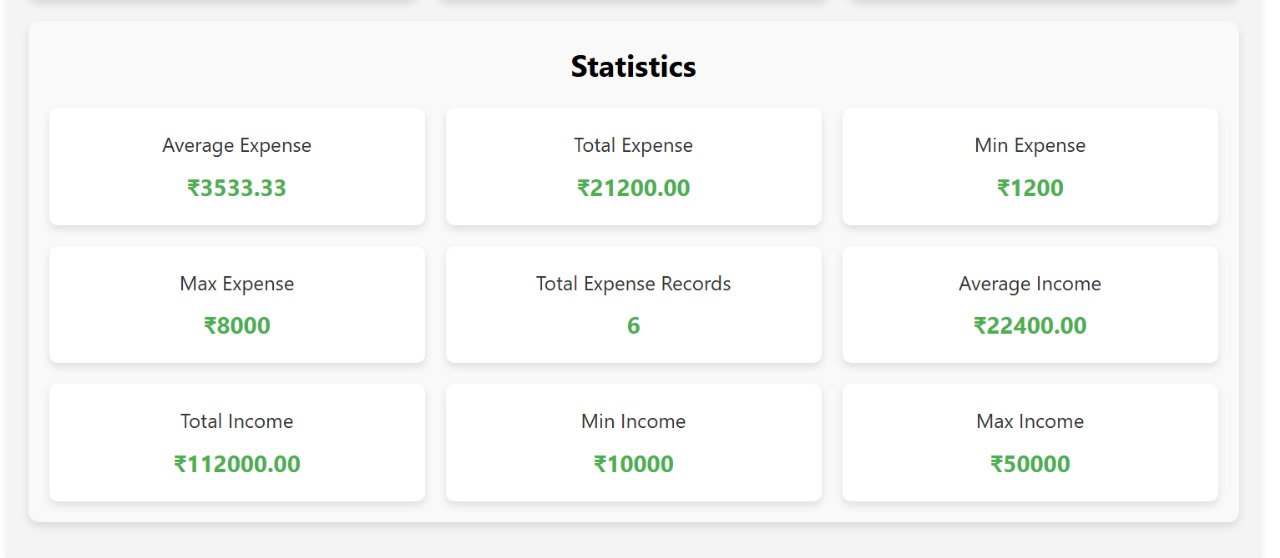 Statistics
Average Expense
₹3533.33
Total Expense
₹21200.00
Min Expense
₹1200
Max Expense
₹8000
Total Expense Records
6
Average Income
₹22400.00
Total Income
₹112000.00
Min Income
₹10000
Max Income
₹50000